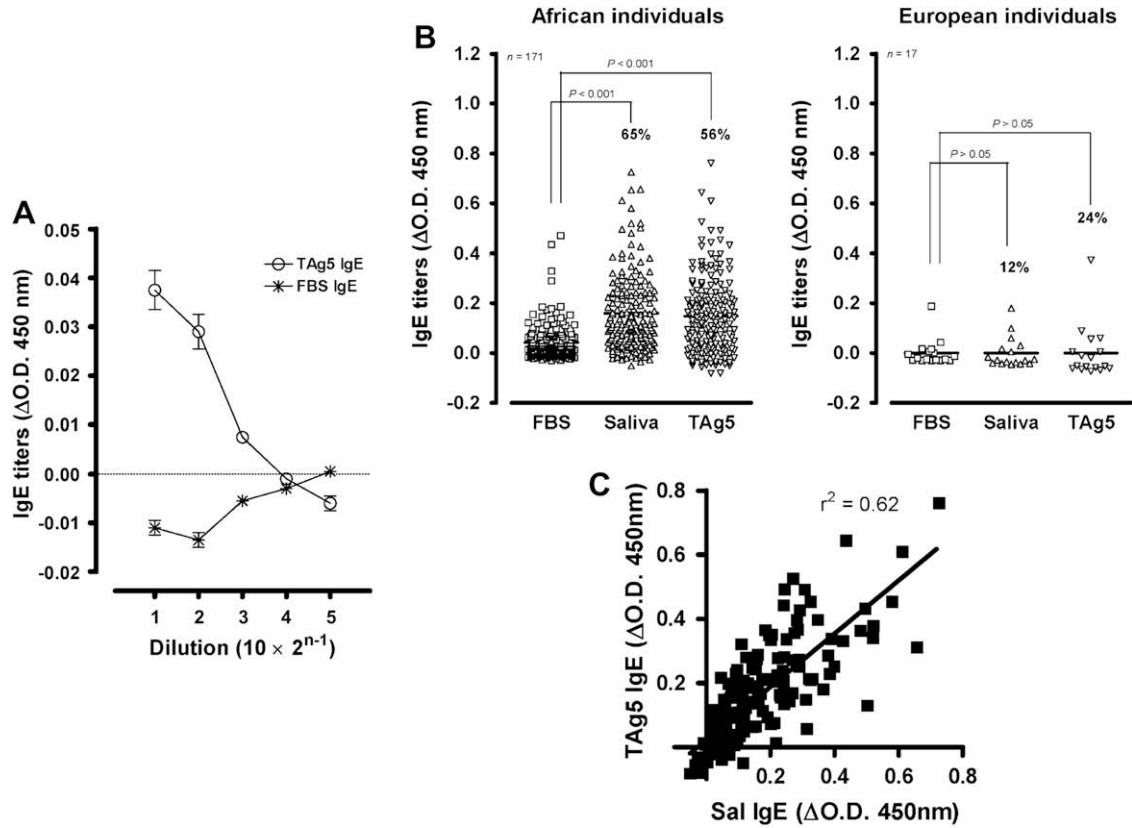 A
IgE titers (ΔO.D. 450 nm)
0.05
0.04
0.03
0.02
0.01
0.00
-0.01
-0.02
TAg5 IgE
FBS IgE
1 2 3 4 5
Dilution (10 × 2ⁿ⁻¹)
B
African individuals
IgE titers (ΔO.D. 450 nm)
1.2
1.0
0.8
0.6
0.4
0.2
0.0
-0.2
n = 171
P < 0.001
P < 0.001
65% 56%
FBS Saliva TAg5
European individuals
IgE titers (ΔO.D. 450 nm)
1.2
1.0
0.8
0.6
0.4
0.2
0.0
-0.2
n = 17
P > 0.05
P > 0.05
24%
12%
FBS Saliva TAg5
C
TAg5 IgE (ΔO.D. 450nm)
0.8
0.6
0.4
0.2
r² = 0.62
0.2 0.4 0.6 0.8
Sal IgE (ΔO.D. 450nm)